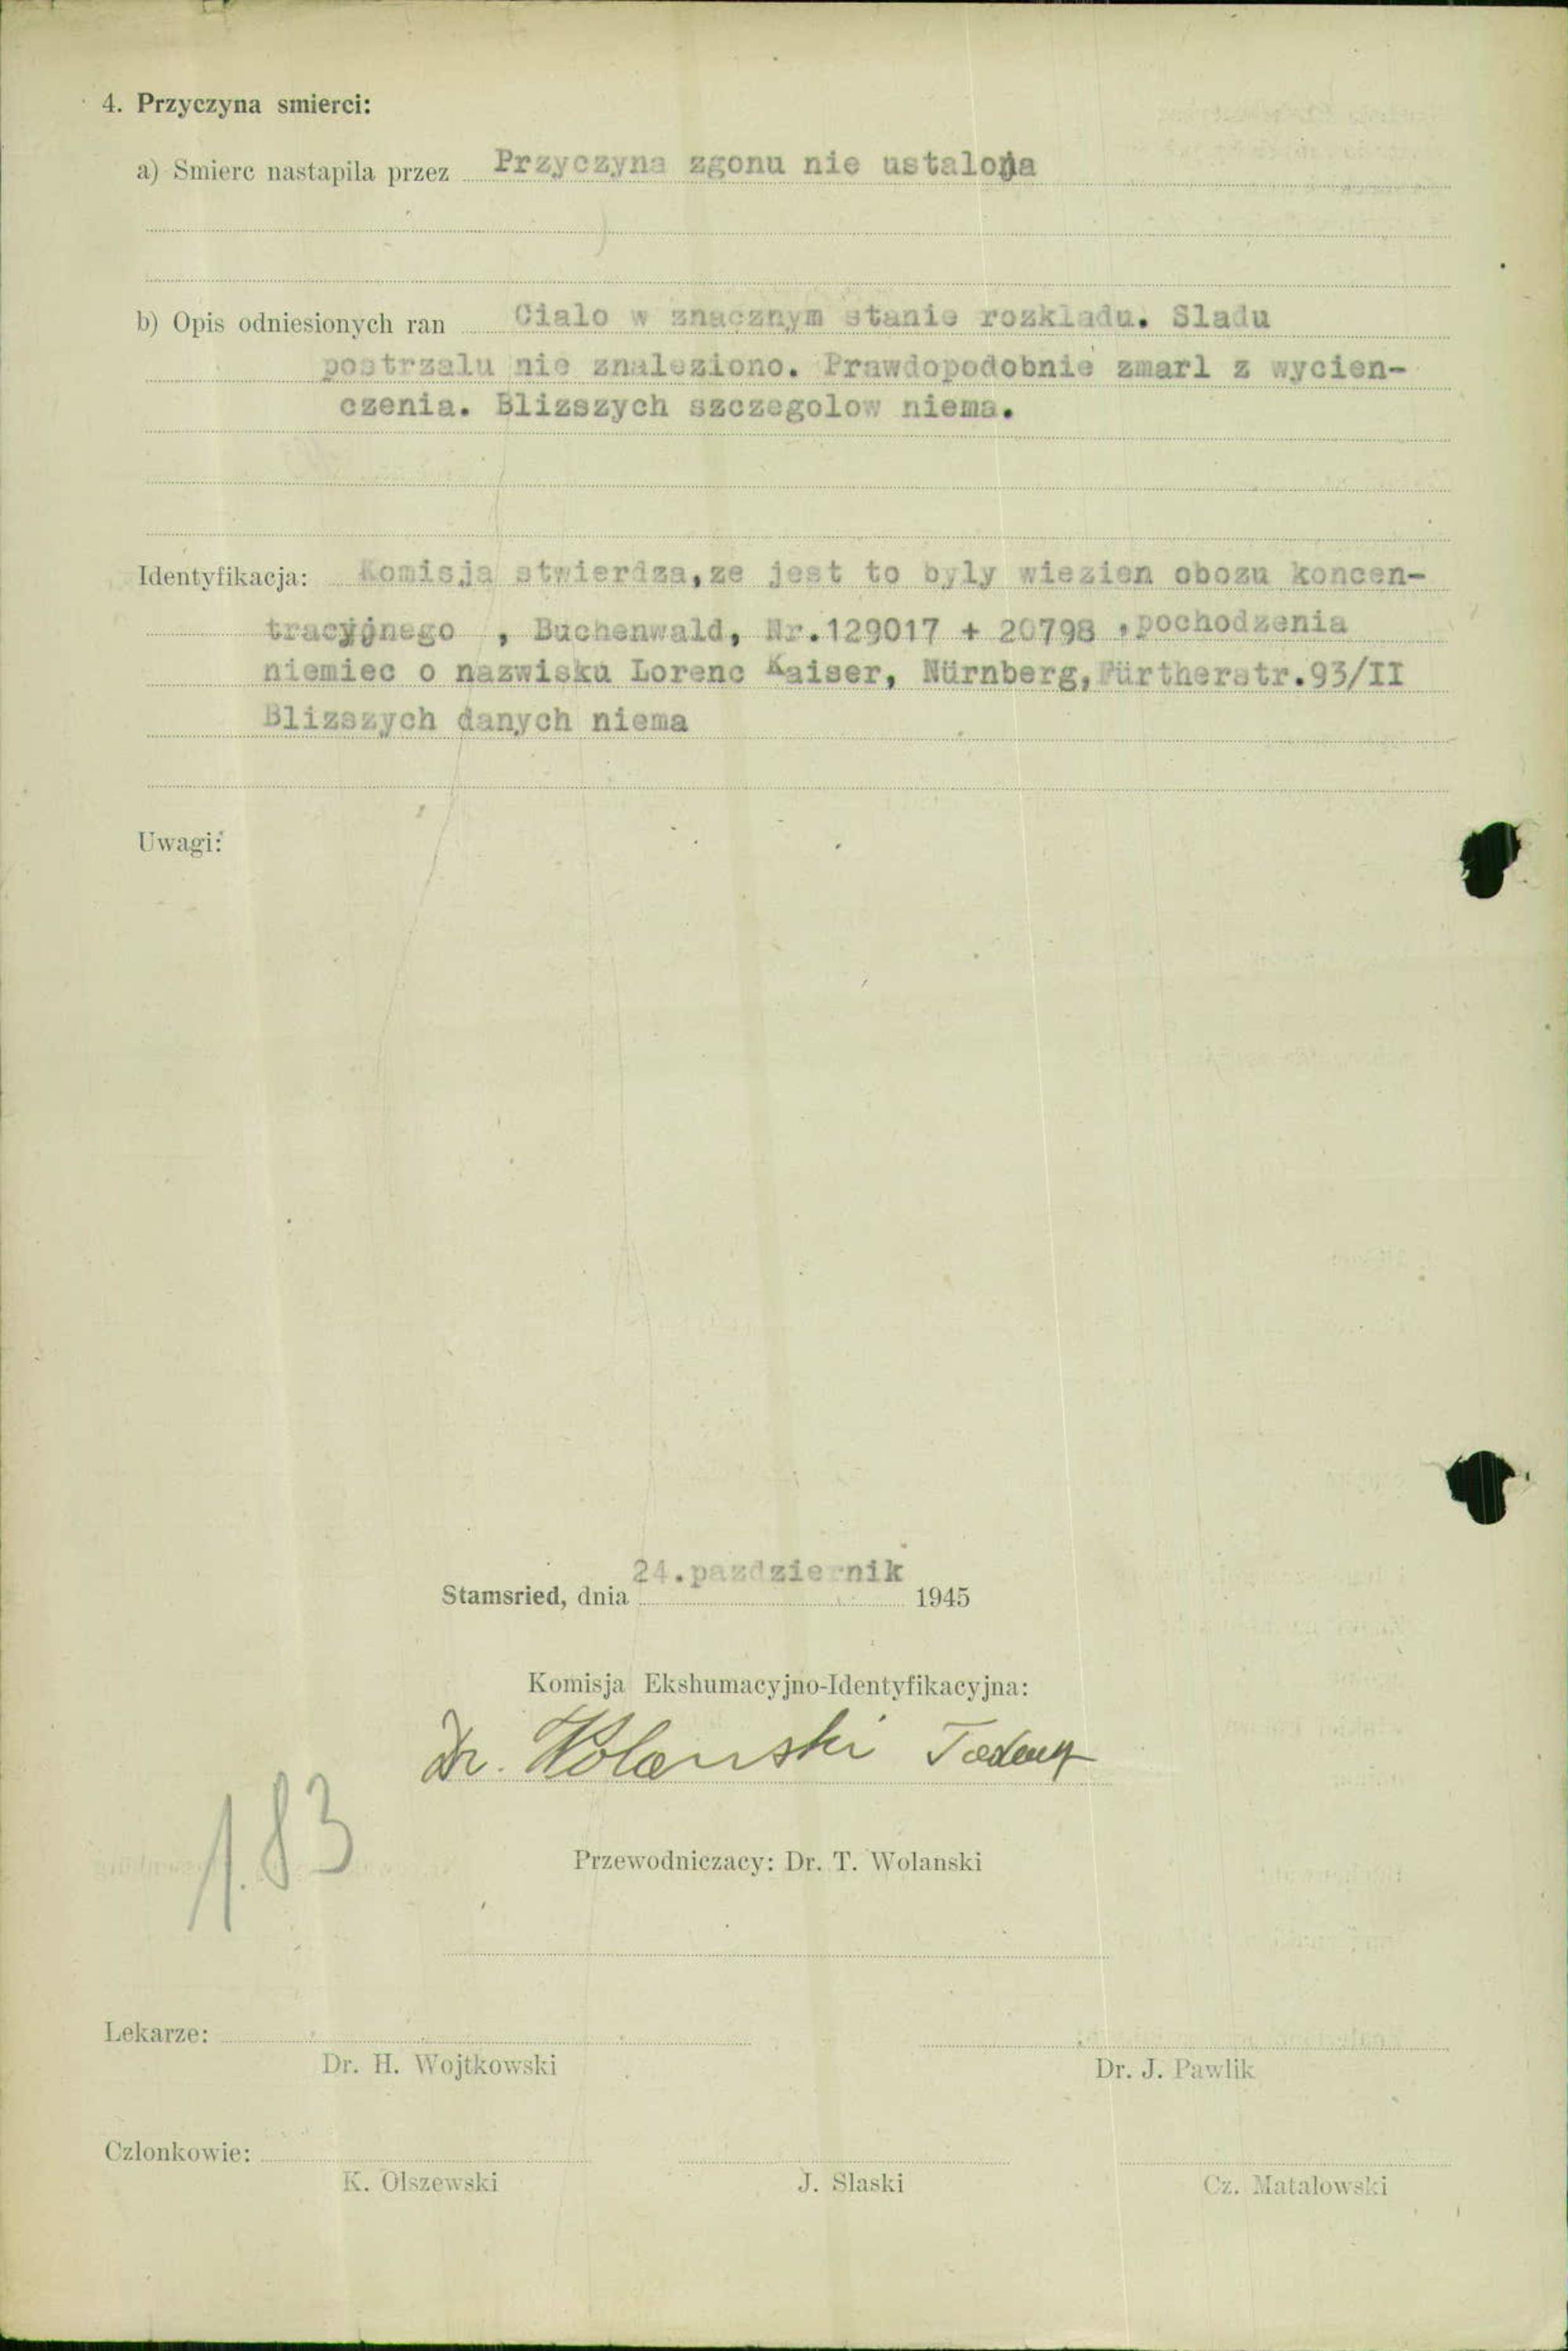 4. Przyczyna smierci:
a) Smierc nastapila przez Przyczyna zgonu nie ustalona
b) Opis odniesionych ran Cialo w znacznym stanie rozkladu. Sladu
postrzalu nie znaleziono. Prawdopodobnie zmarl z wycien-
czenia. Blizszych szczegolow niema.
Identyfikacja: Komisja stwierdza,ze jest to byly wiezien obozu koncen-
tracyjnego , Buchenwald, Nr.129017 + 20798 ,pochodzenia
niemiec o nazwisku Lorenc Kaiser, Nürnberg, Fürtherstr.93/II
Blizszych danych niema
Uwagi:
24.pazdziernik
Stamsried, dnia 1945
Komisja Ekshumacyjno-Identyfikacyjna:
Dr. Wolanski Tadeusz
1.83
Przewodniczacy: Dr. T. Wolanski
Lekarze:
Dr. H. Wojtkowski Dr. J. Pawlik
Czlonkowie:
K. Olszewski J. Slaski Cz. Matalowski